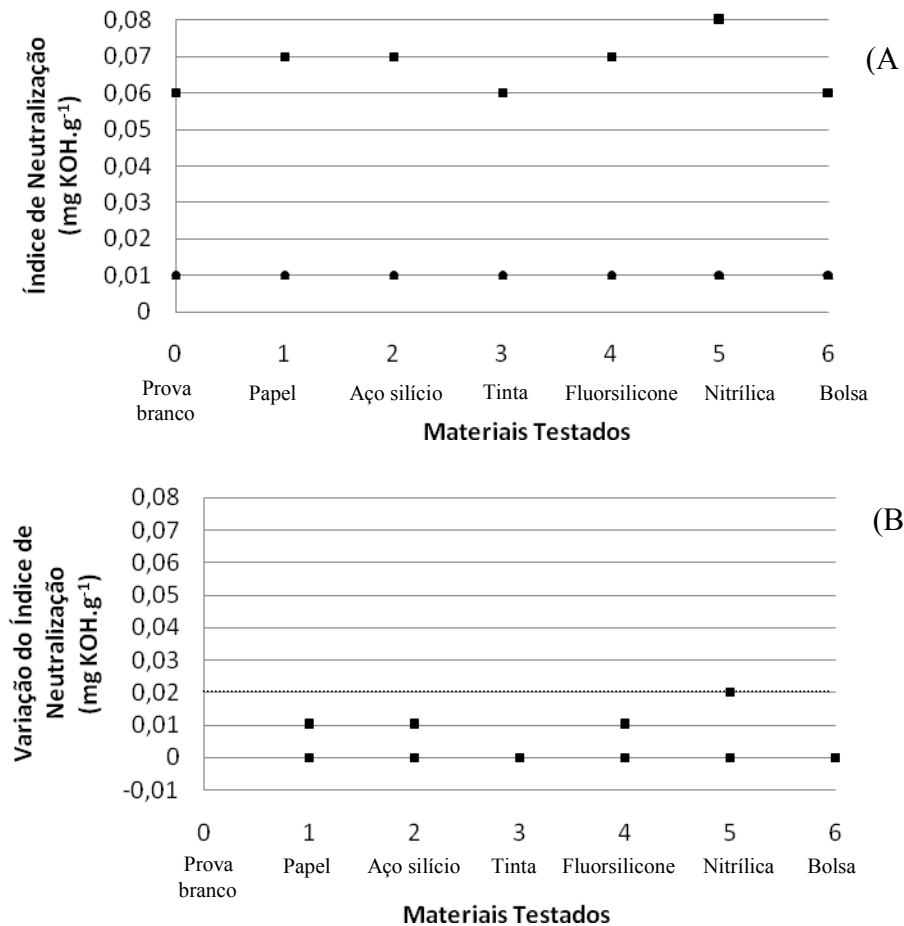 0,08
0,07
0,06
0,05
0,04
0,03
0,02
0,01
0
Índice de Neutralização
(mg KOH.g-1)
(A
0 1 2 3 4 5 6
Prova branco Papel Aço silício Tinta Fluorsilicone Nitrílica Bolsa
Materiais Testados
0,08
0,07
0,06
0,05
0,04
0,03
0,02
0,01
0
-0,01
Variação do Índice de
Neutralização
(mg KOH.g-1)
(B
0 1 2 3 4 5 6
Prova branco Papel Aço silício Tinta Fluorsilicone Nitrílica Bolsa
Materiais Testados